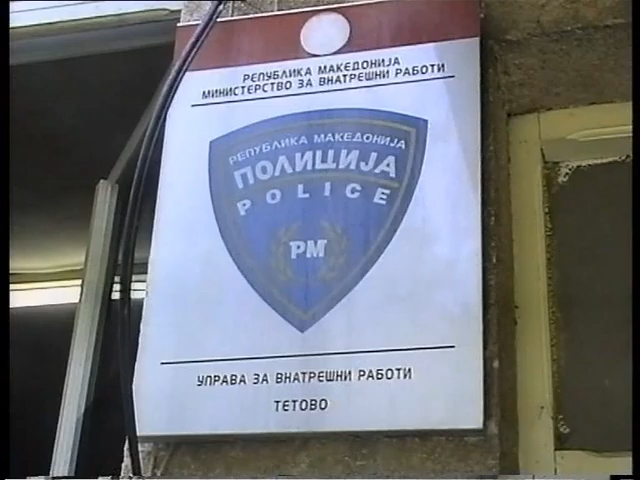 РЕПУБЛИКА МАКЕДОНИЈА
МИНИСТЕРСТВО ЗА ВНАТРЕШНИ РАБОТИ
РЕПУБЛИКА МАКЕДОНИЈА
ПОЛИЦИЈА
POLICE
РМ
УПРАВА ЗА ВНАТРЕШНИ РАБОТИ
ТЕТОВО